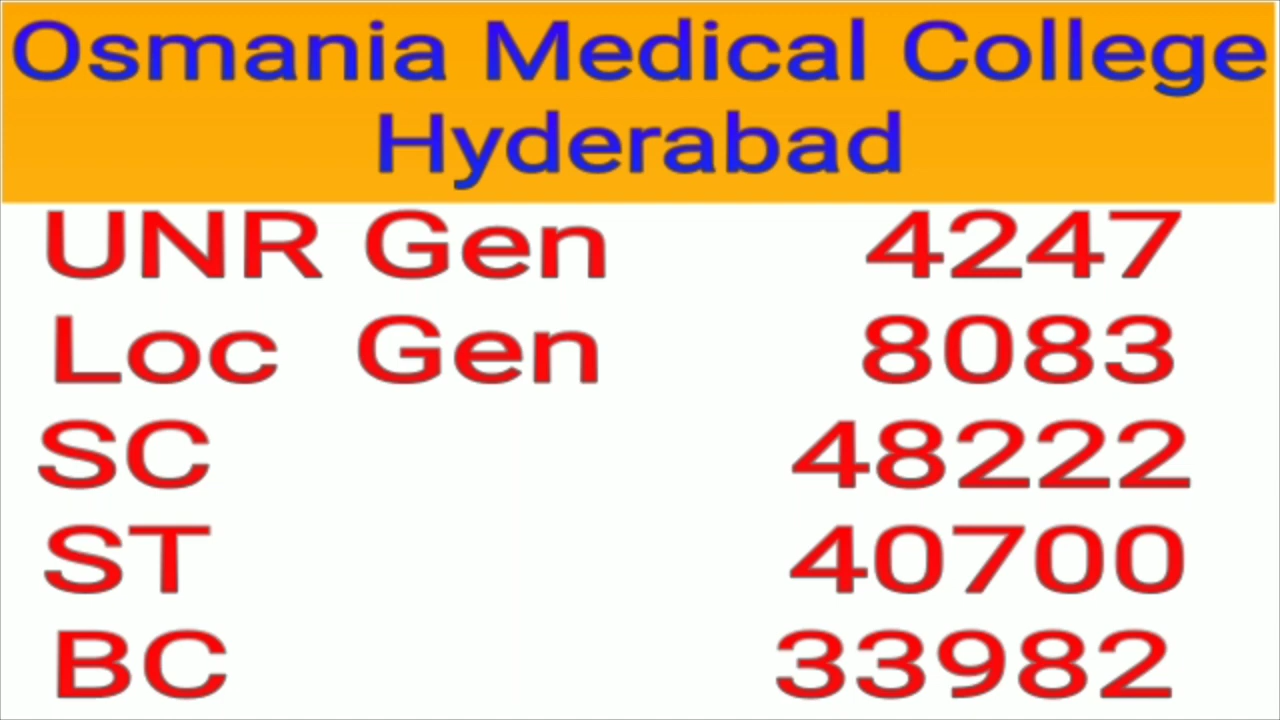 Osmania Medical College
Hyderabad
UNR Gen 4247
Loc Gen 8083
SC 48222
ST 40700
BC 33982